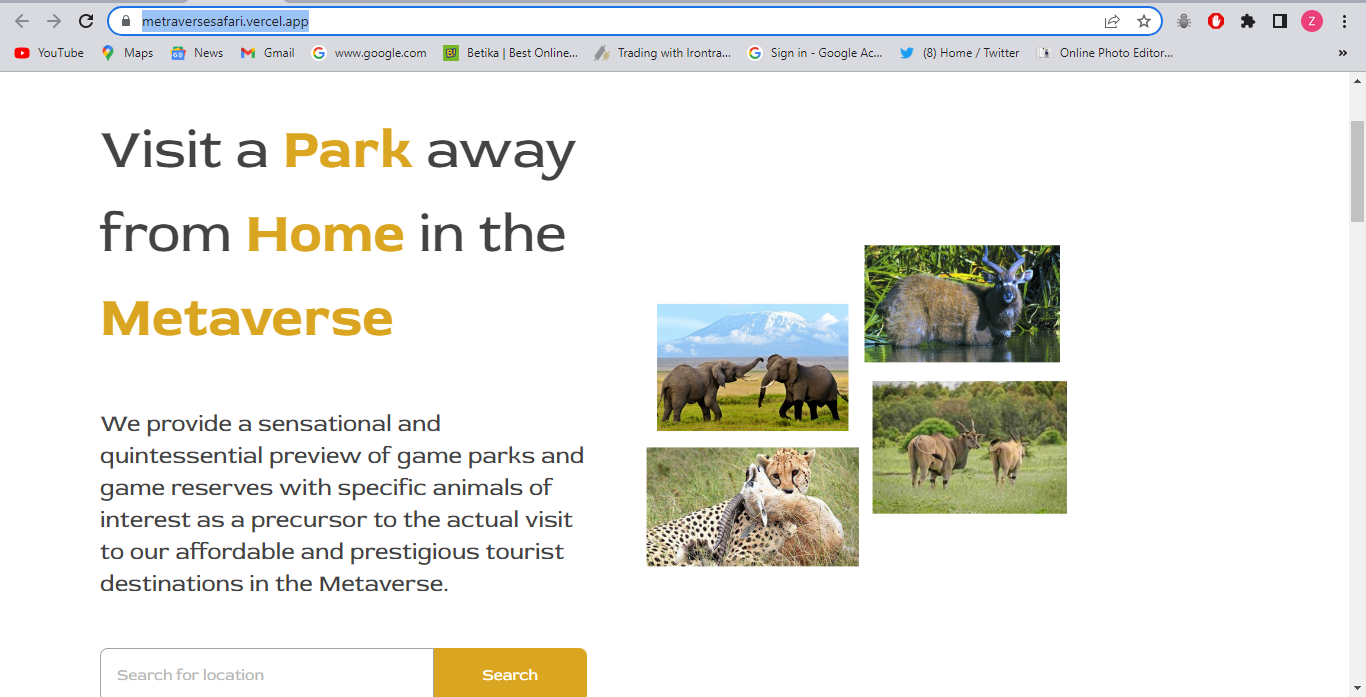 metraversesafari.vercel.app
Z
YouTube Maps News Gmail www.google.com Betika | Best Online... Trading with Irontra... Sign in - Google Ac... (8) Home / Twitter Online Photo Editor... »
Visit a Park away
from Home in the
Metaverse
We provide a sensational and
quintessential preview of game parks and
game reserves with specific animals of
interest as a precursor to the actual visit
to our affordable and prestigious tourist
destinations in the Metaverse.
Search for location Search